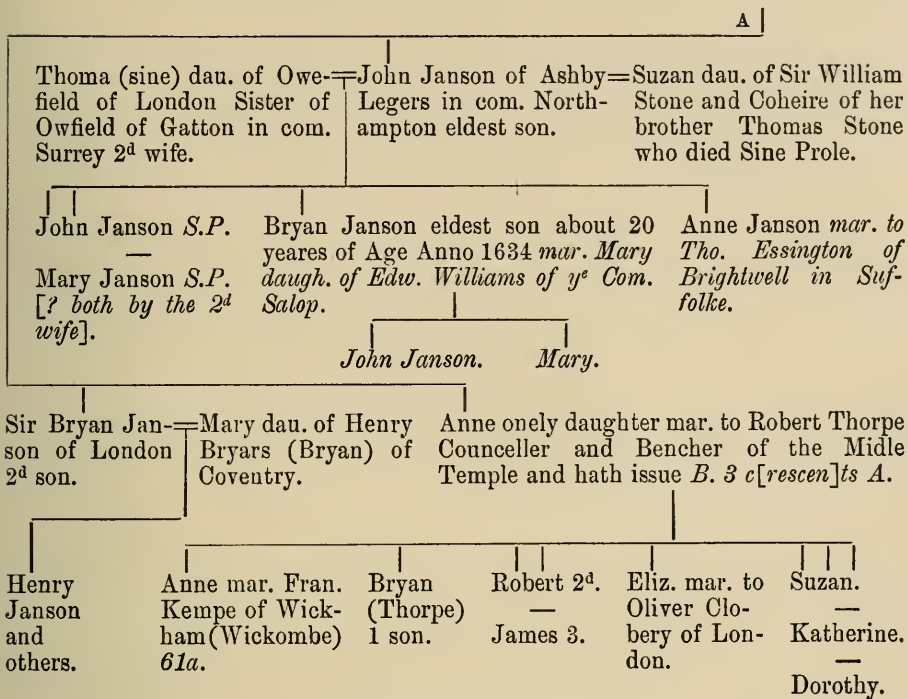 A
Thoma (sine) dau. of Owe-
field of London Sister of
Owfield of Gatton in com.
Surrey 2d wife.
John Janson of Ashby
Legers in com. North-
ampton eldest son.
Suzan dau. of Sir William
Stone and Coheire of her
brother Thomas Stone
who died Sine Prole.
John Janson S.P.
—
Mary Janson S.P.
[? both by the 2d
wife].
Bryan Janson eldest son about 20
yeares of Age Anno 1634 mar. Mary
daugh. of Edw. Williams of ye Com.
Salop.
Anne Janson mar. to
Tho. Essington of
Brightwell in Suf-
folke.
John Janson.
Mary.
Sir Bryan Jan-
son of London
2d son.
Mary dau. of Henry
Bryars (Bryan) of
Coventry.
Anne onely daughter mar. to Robert Thorpe
Counceller and Bencher of the Midle
Temple and hath issue B. 3 c[rescen]ts A.
Henry
Janson
and
others.
Anne mar. Fran.
Kempe of Wick-
ham (Wickombe)
61a.
Bryan
(Thorpe)
1 son.
Robert 2d.
—
James 3.
Eliz. mar. to
Oliver Clo-
bery of Lon-
don.
Suzan.
—
Katherine.
—
Dorothy.